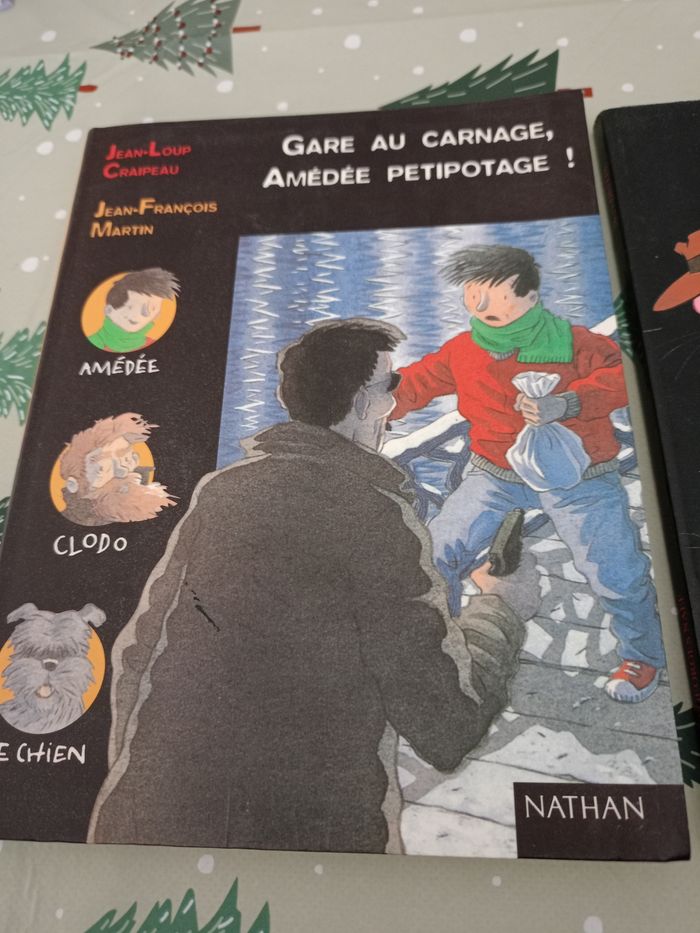 Jean-Loup
Craipeau
Gare au carnage,
Amédée petipotage !
Jean-François
Martin
AMÉDÉE
CLODO
E CHiEN
NATHAN